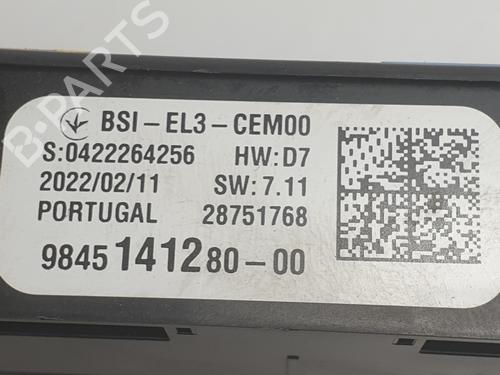 BSI-EL3-CEM00
S:0422264256 HW:D7
2022/02/11 SW:7.11
PORTUGAL 28751768
9845141280-00
B-PARTS